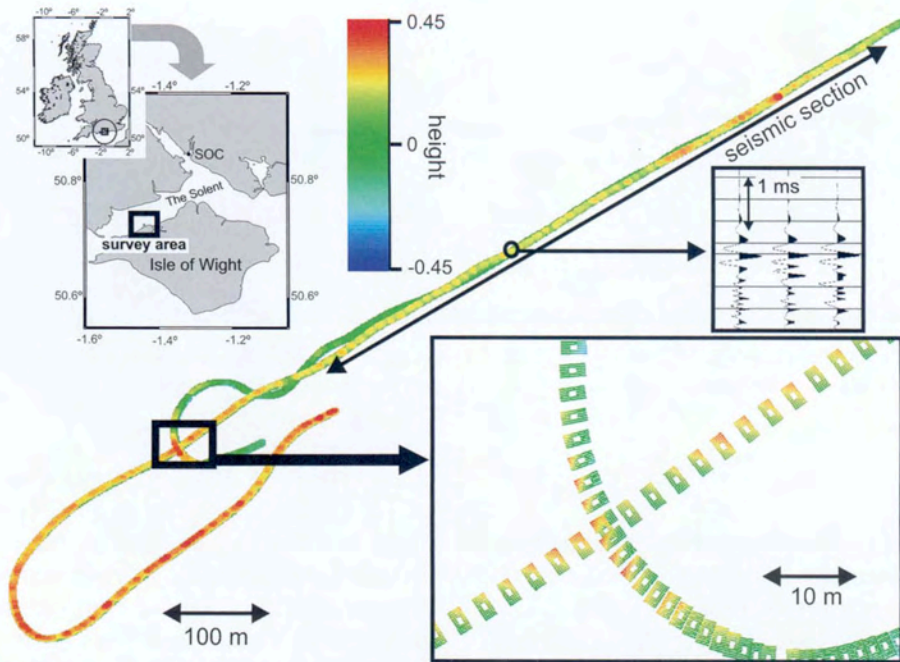 -10° -6° -2° 2°
58°
54°
50°
58°
54°
50°
-10° -6° -2° 2°
-1.4° -1.2°
SOC
50.8°
The Solent
survey area
Isle of Wight
50.6°
50.8°
50.6°
-1.6° -1.4° -1.2°
0.45
0
-0.45
height
seismic section
1 ms
100 m
10 m